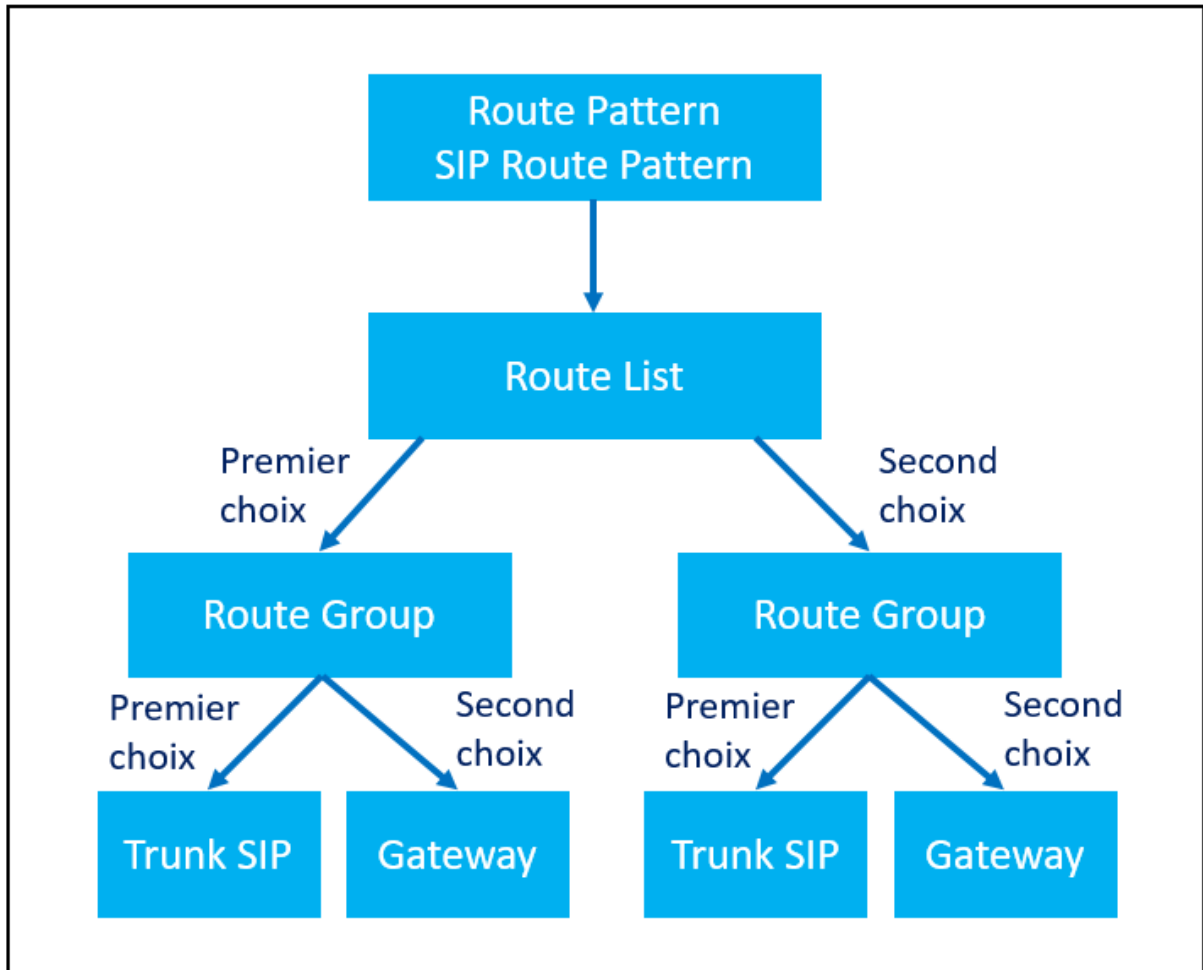 Route Pattern
SIP Route Pattern
Route List
Premier
choix
Second
choix
Route Group
Route Group
Premier
choix
Second
choix
Premier
choix
Second
choix
Trunk SIP
Gateway
Trunk SIP
Gateway